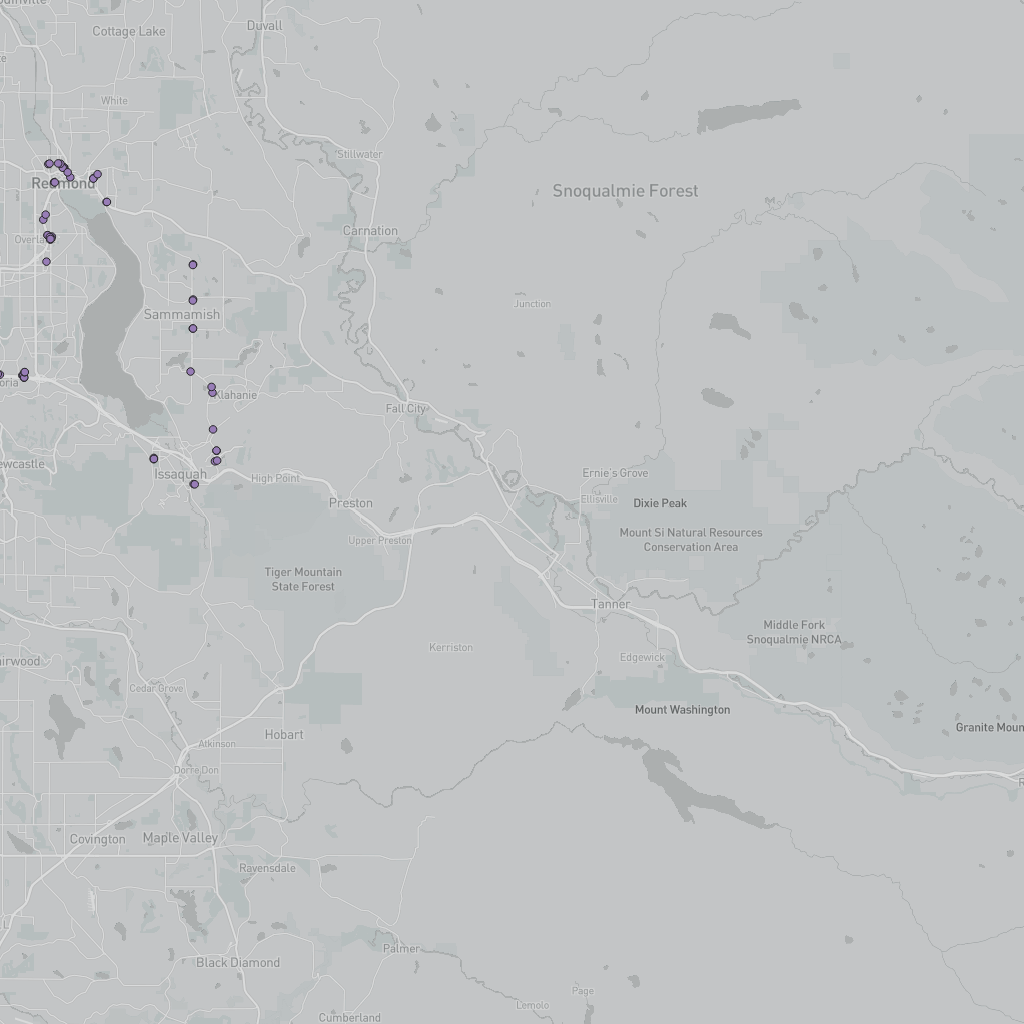 Duvall
Cottage Lake
White
Stillwater
Redmond
Snoqualmie Forest
Carnation
Junction
Sammamish
Klahanie
Fall City
Issaquah
High Point
Ernie's Grove
Ellisville
Preston
Dixie Peak
Upper Preston
Mount Si Natural Resources
Conservation Area
Tiger Mountain
State Forest
Tanner
Middle Fork
Snoqualmie NRCA
Kerriston
Edgewick
Cedar Grove
Mount Washington
Hobart
Atkinson
Granite Moun
Dorre Don
Covington
Maple Valley
Ravensdale
Palmer
Black Diamond
Page
Lemolo
Cumberland